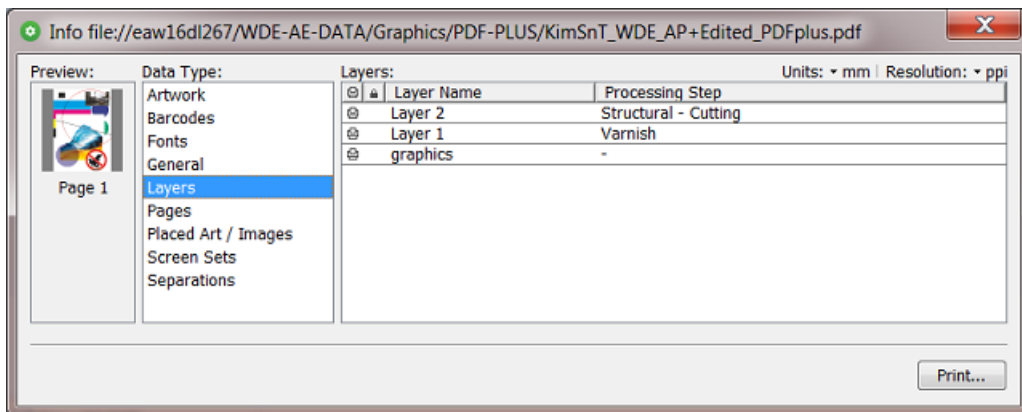 Info file://eaw16dl267/WDE-AE-DATA/Graphics/PDF-PLUS/KimSnT_WDE_AP+Edited_PDFplus.pdf
Preview: Data Type: Layers: Units: mm Resolution: ppi
Layer Name Processing Step
Artwork
Barcodes
Fonts
General
Layers
Pages
Placed Art / Images
Screen Sets
Separations
Layer 2 Structural - Cutting
Layer 1 Varnish
graphics -
Page 1
Print...